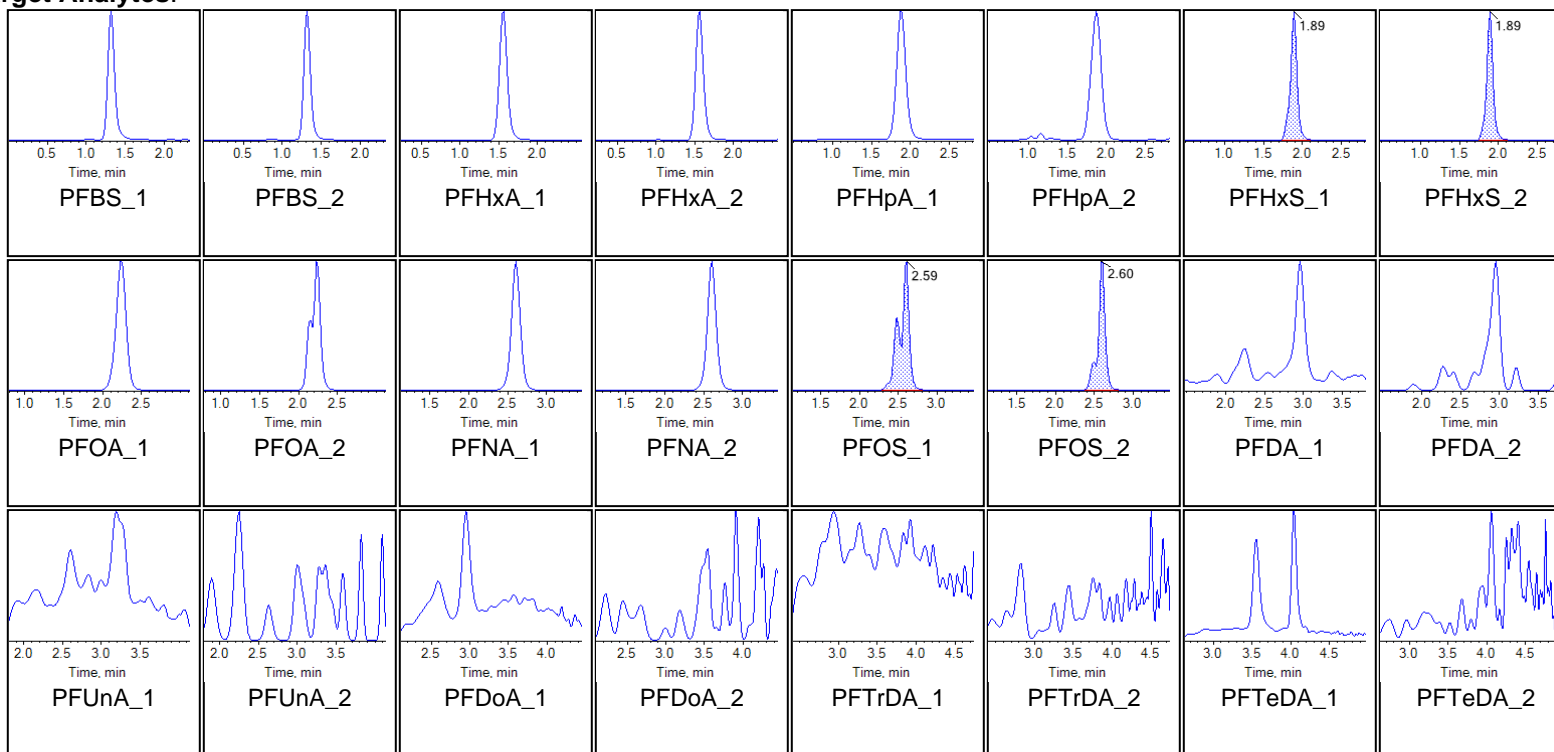 rget Analytes:
1.89 1.89
0.5 1.0 1.5 2.0 0.5 1.0 1.5 2.0 0.5 1.0 1.5 2.0 0.5 1.0 1.5 2.0 1.0 1.5 2.0 2.5 1.0 1.5 2.0 2.5 1.0 1.5 2.0 2.5 1.0 1.5 2.0 2.5
Time, min Time, min Time, min Time, min Time, min Time, min Time, min Time, min
PFBS_1 PFBS_2 PFHxA_1 PFHxA_2 PFHpA_1 PFHpA_2 PFHxS_1 PFHxS_2
2.59 2.60
1.0 1.5 2.0 2.5 1.0 1.5 2.0 2.5 1.5 2.0 2.5 3.0 1.5 2.0 2.5 3.0 1.5 2.0 2.5 3.0 1.5 2.0 2.5 3.0 2.0 2.5 3.0 3.5 2.0 2.5 3.0 3.5
Time, min Time, min Time, min Time, min Time, min Time, min Time, min Time, min
PFOA_1 PFOA_2 PFNA_1 PFNA_2 PFOS_1 PFOS_2 PFDA_1 PFDA_2
2.0 2.5 3.0 3.5 2.0 2.5 3.0 3.5 2.5 3.0 3.5 4.0 2.5 3.0 3.5 4.0 3.0 3.5 4.0 4.5 3.0 3.5 4.0 4.5 3.0 3.5 4.0 4.5 3.0 3.5 4.0 4.5
Time, min Time, min Time, min Time, min Time, min Time, min Time, min Time, min
PFUnA_1 PFUnA_2 PFDoA_1 PFDoA_2 PFTrDA_1 PFTrDA_2 PFTeDA_1 PFTeDA_2